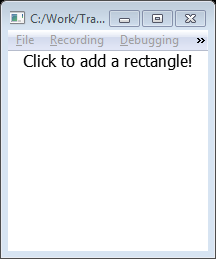 C:/Work/Tra...
File Recording Debugging »
Click to add a rectangle!